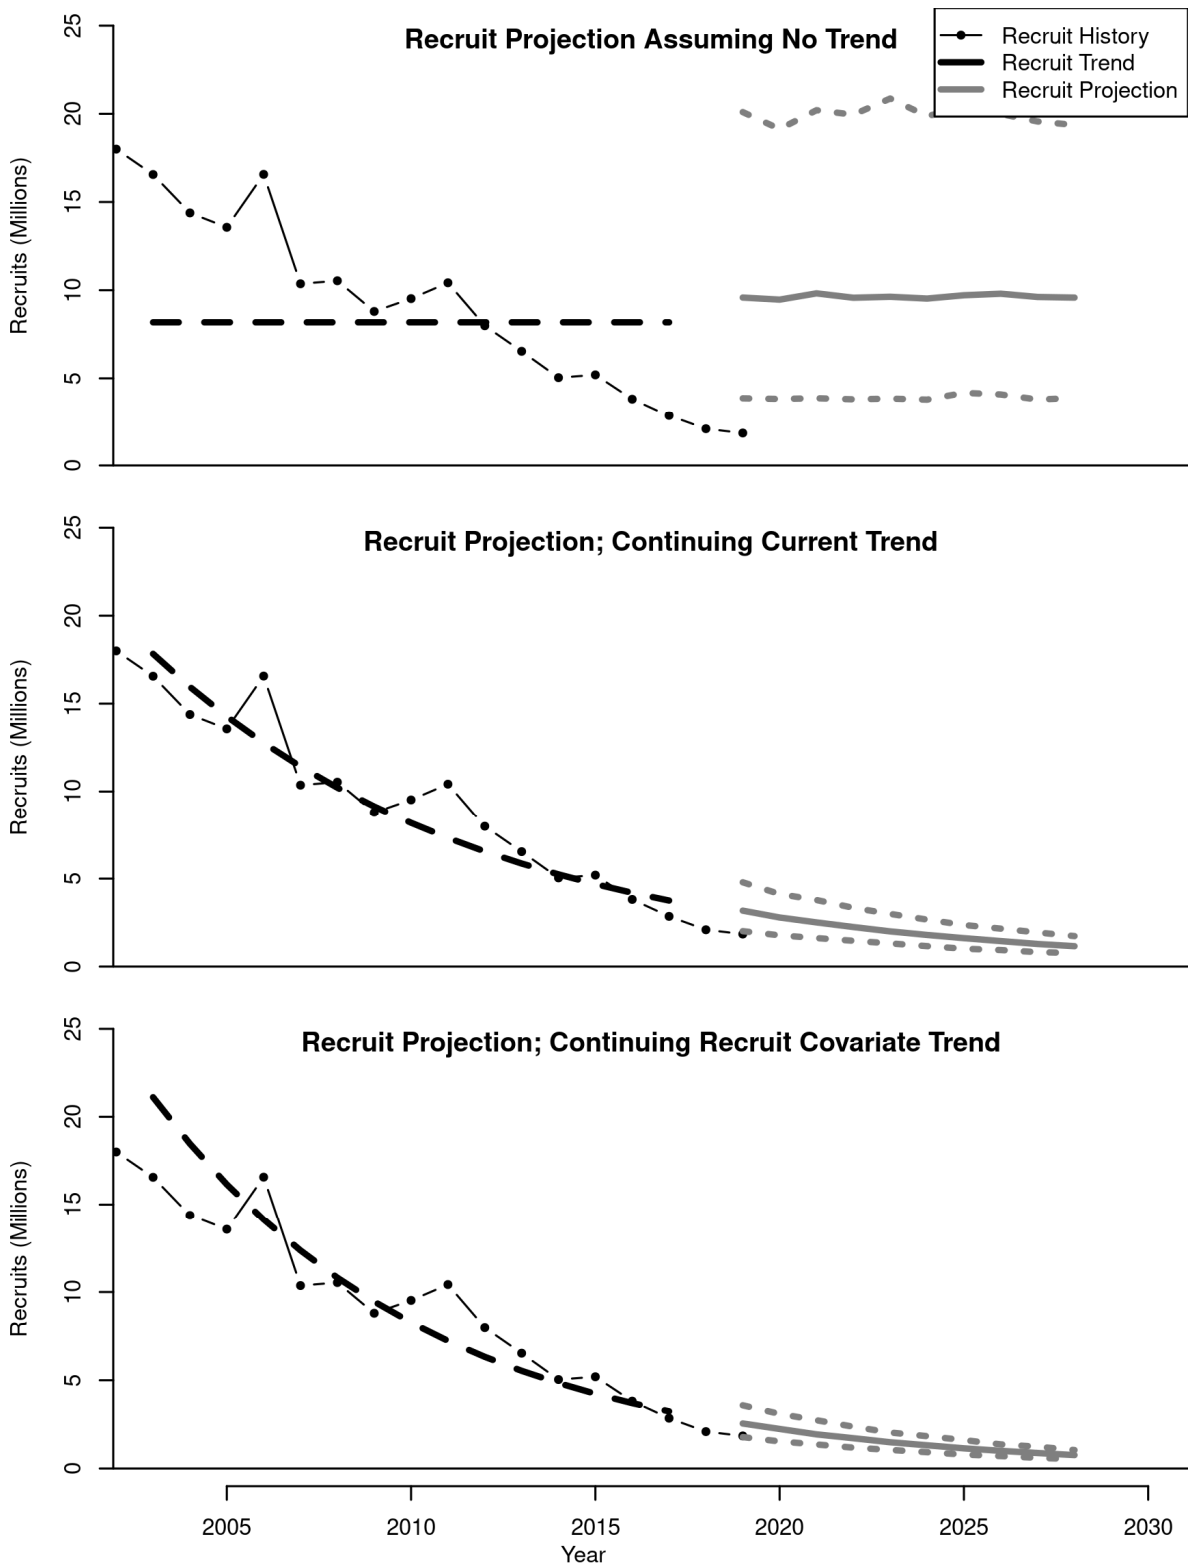 Recruit Projection Assuming No Trend
Recruit History
Recruit Trend
Recruit Projection
Recruits (Millions)
25
20
15
10
5
0
Recruit Projection; Continuing Current Trend
Recruits (Millions)
25
20
15
10
5
0
Recruit Projection; Continuing Recruit Covariate Trend
Recruits (Millions)
25
20
15
10
5
0
2005 2010 2015 2020 2025 2030
Year